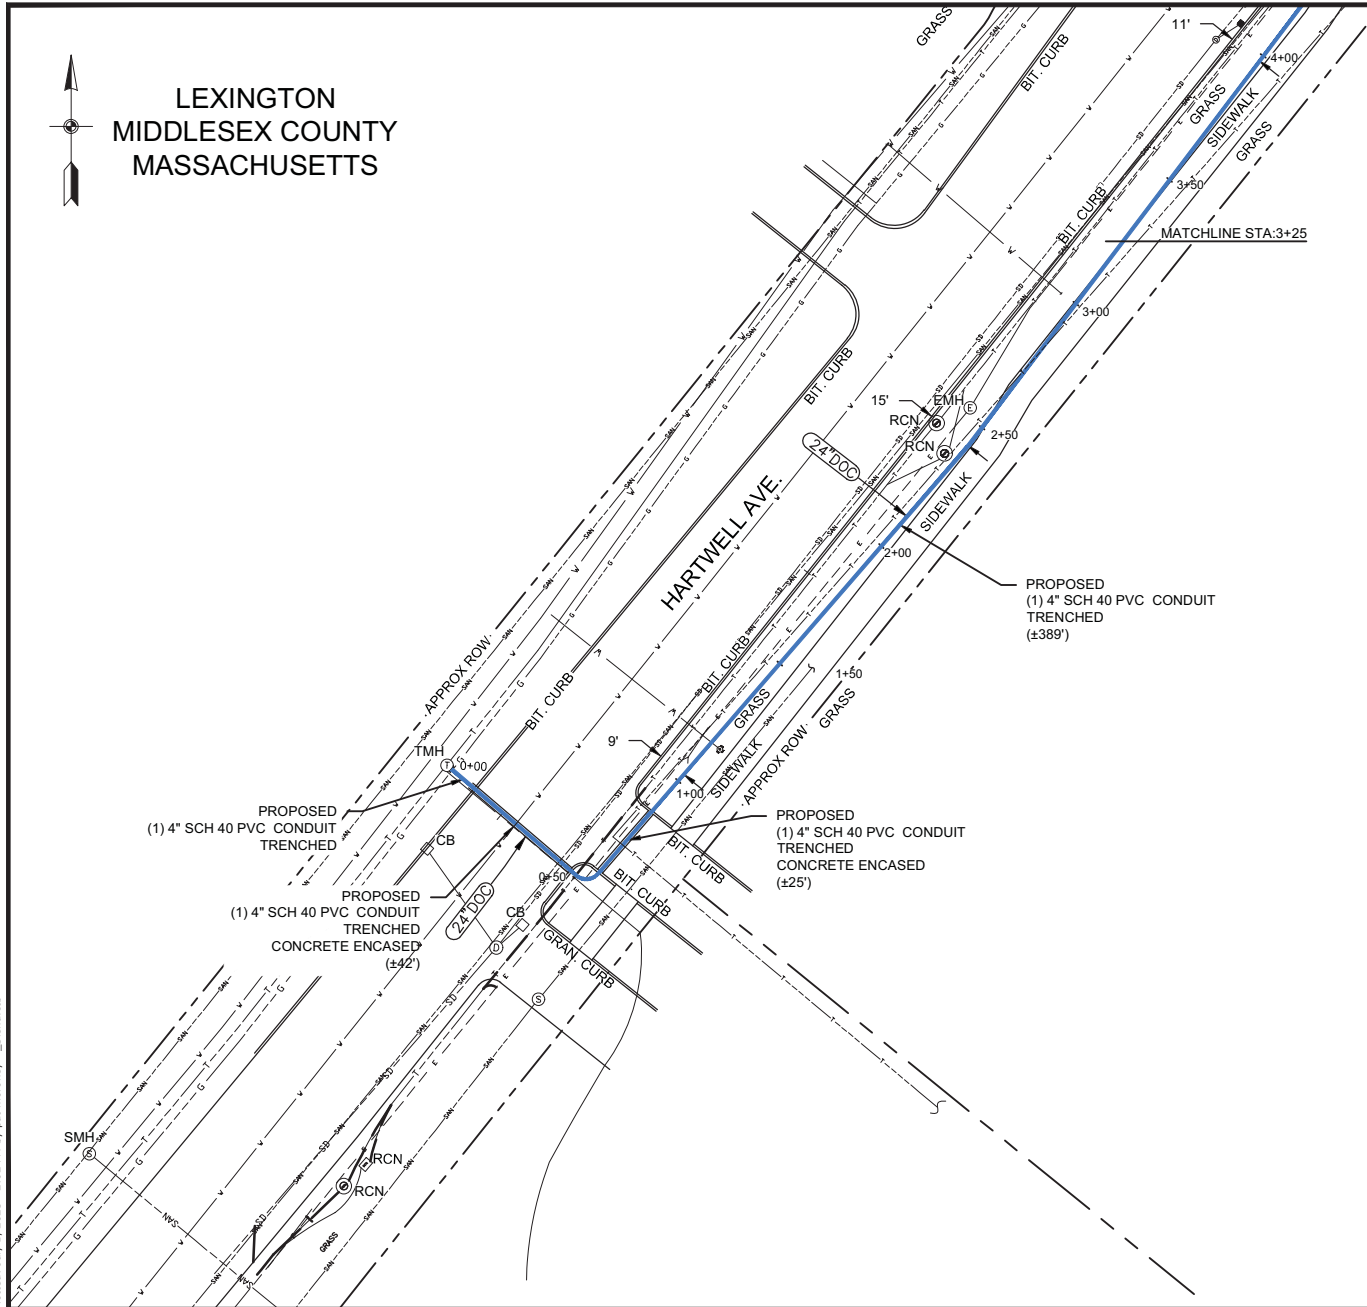 LEXINGTON
MIDDLESEX COUNTY
MASSACHUSETTS
GRASS
BIT. CURB
11'
4+00
GRASS
SIDEWALK
GRASS
3+50
BIT. CURB
MATCHLINE STA:3+25
3+00
BIT. CURB
15'
EMH
E
RCN
RCN
2+50
24"DOC
SIDEWALK
HARTWELL AVE.
2+00
PROPOSED
(1) 4" SCH 40 PVC CONDUIT
TRENCHED
(±389')
APPROX ROW
BIT. CURB
BIT. CURB
1+50
GRASS
GRASS
9'
TMH
T
0+00
SIDEWALK
APPROX ROW
1+00
PROPOSED
(1) 4" SCH 40 PVC CONDUIT
TRENCHED
PROPOSED
(1) 4" SCH 40 PVC CONDUIT
TRENCHED
CONCRETE ENCASED
(±25')
CB
BIT. CURB
0+50
BIT. CURB
PROPOSED
(1) 4" SCH 40 PVC CONDUIT
TRENCHED
CONCRETE ENCASED
(±42')
24"DOC
CB
D
GRAN. CURB
S
SMH
S
RCN
RCN
GRASS
SAN
SAN
SD